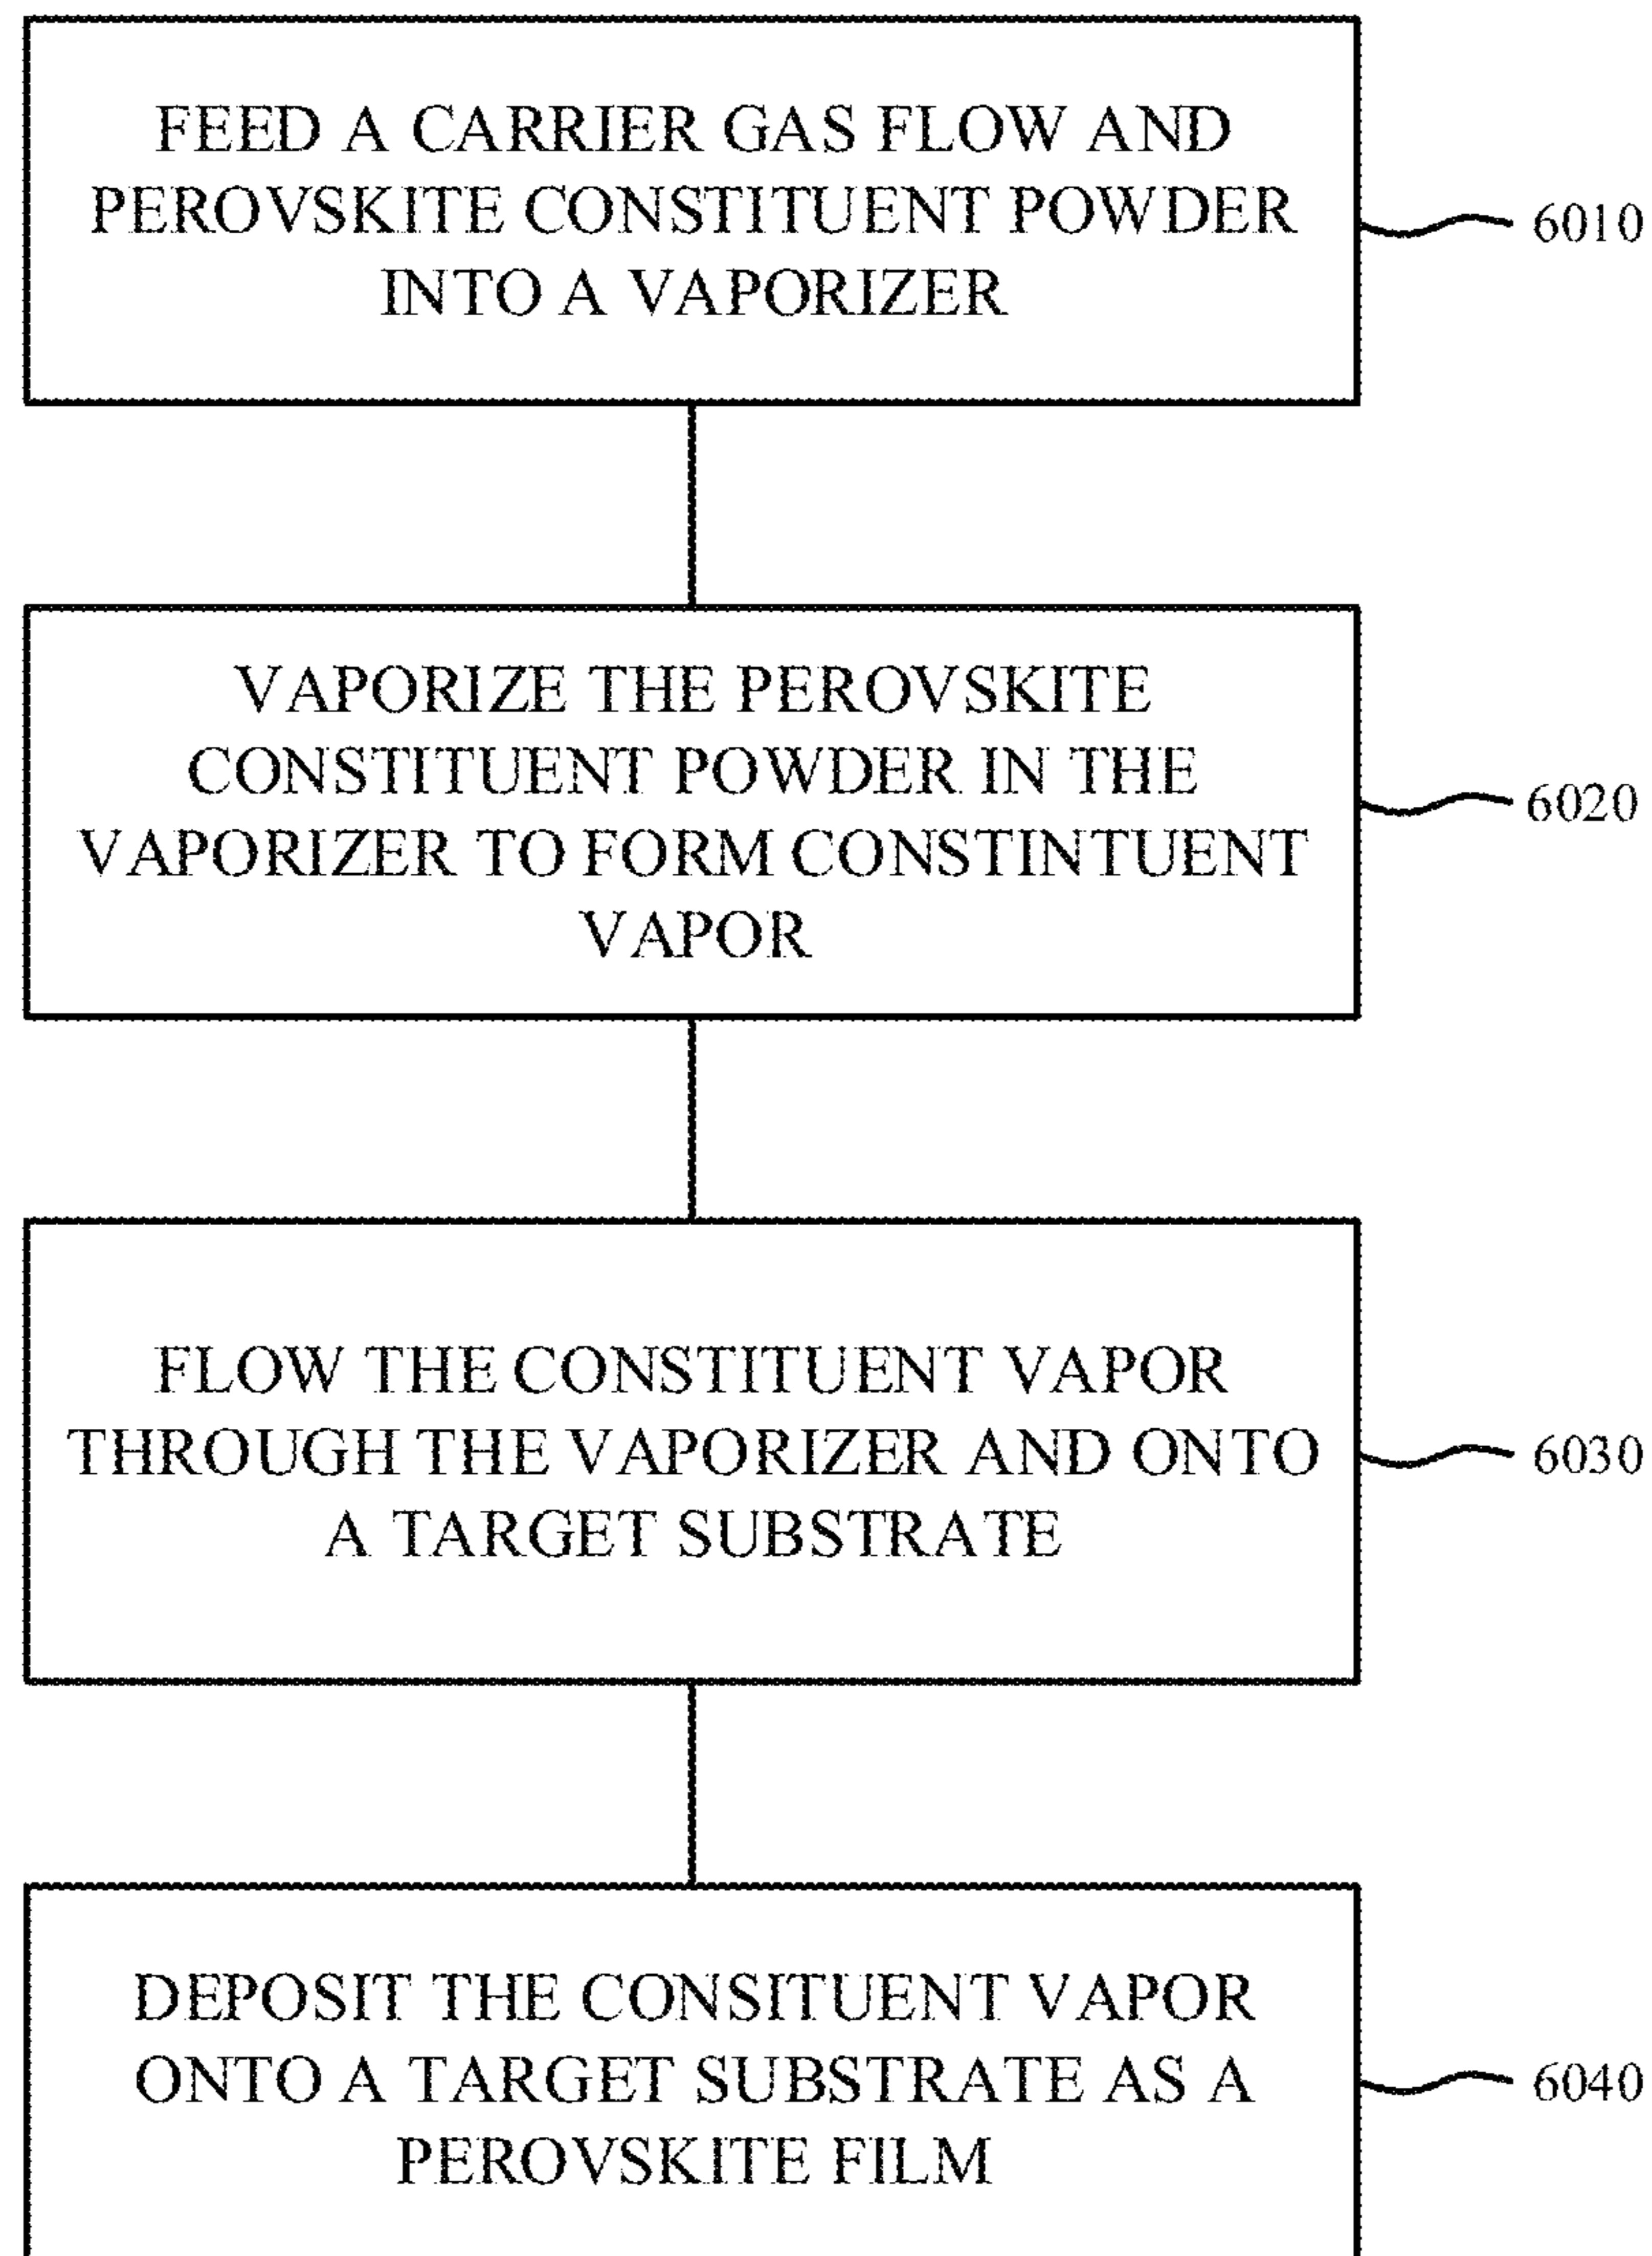 FEED A CARRIER GAS FLOW AND
PEROVSKITE CONSTITUENT POWDER
INTO A VAPORIZER
6010
VAPORIZE THE PEROVSKITE
CONSTITUENT POWDER IN THE
VAPORIZER TO FORM CONSTINTUENT
VAPOR
6020
FLOW THE CONSTITUENT VAPOR
THROUGH THE VAPORIZER AND ONTO
A TARGET SUBSTRATE
6030
DEPOSIT THE CONSITUENT VAPOR
ONTO A TARGET SUBSTRATE AS A
PEROVSKITE FILM
6040